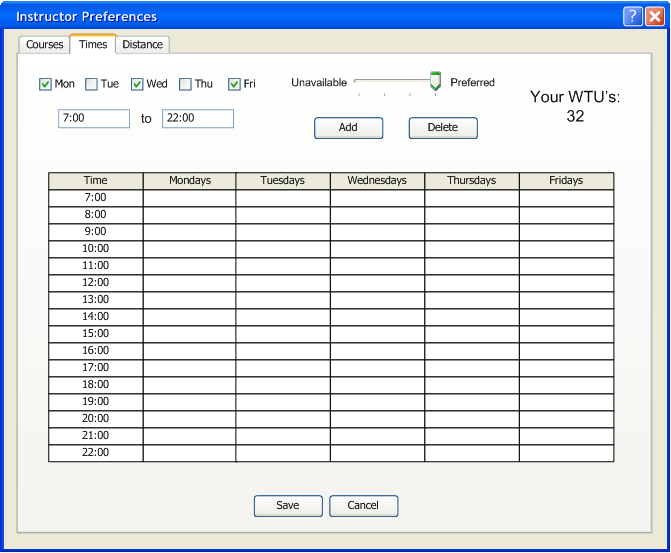 Instructor Preferences
Courses Times Distance
Mon Tue Wed Thu Fri Unavailable Preferred
Your WTU's:
32
7:00 to 22:00
Add Delete
Time Mondays Tuesdays Wednesdays Thursdays Fridays
7:00
8:00
9:00
10:00
11:00
12:00
13:00
14:00
15:00
16:00
17:00
18:00
19:00
20:00
21:00
22:00
Save Cancel